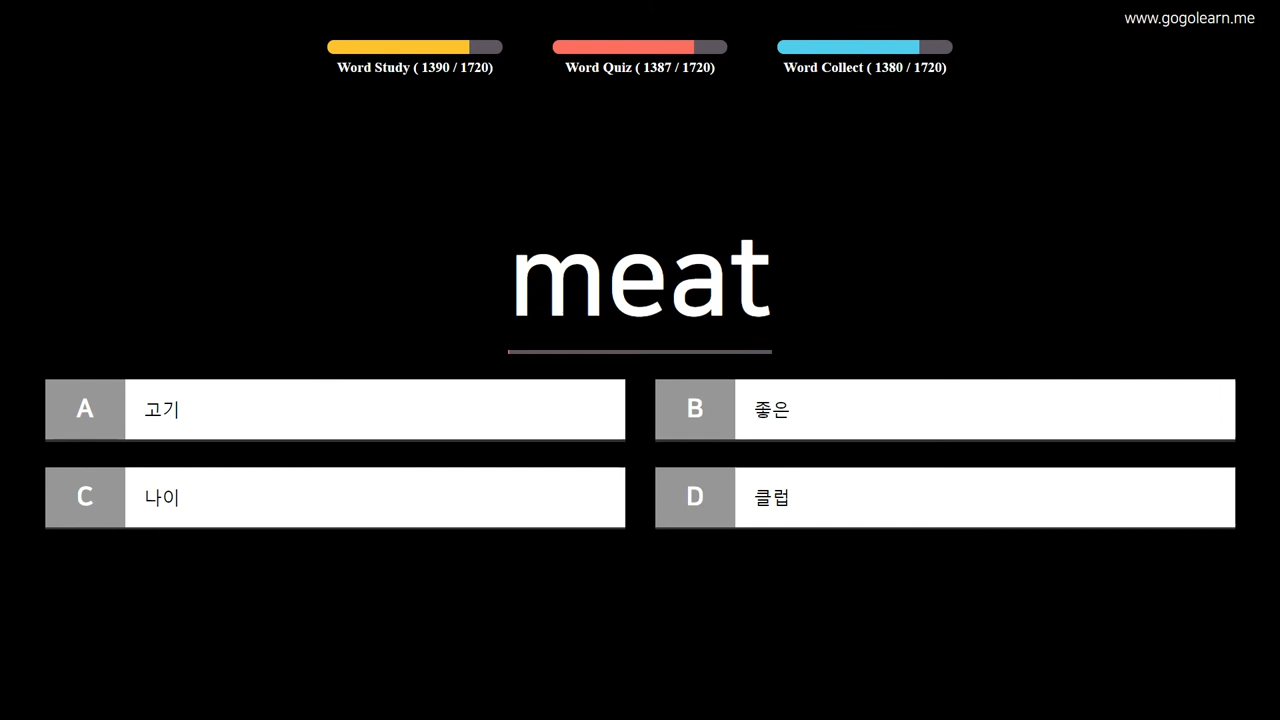 www.gogolearn.me
Word Study ( 1390 / 1720)
Word Quiz ( 1387 / 1720)
Word Collect ( 1380 / 1720)
meat
A 고기
B 좋은
C 나이
D 클럽